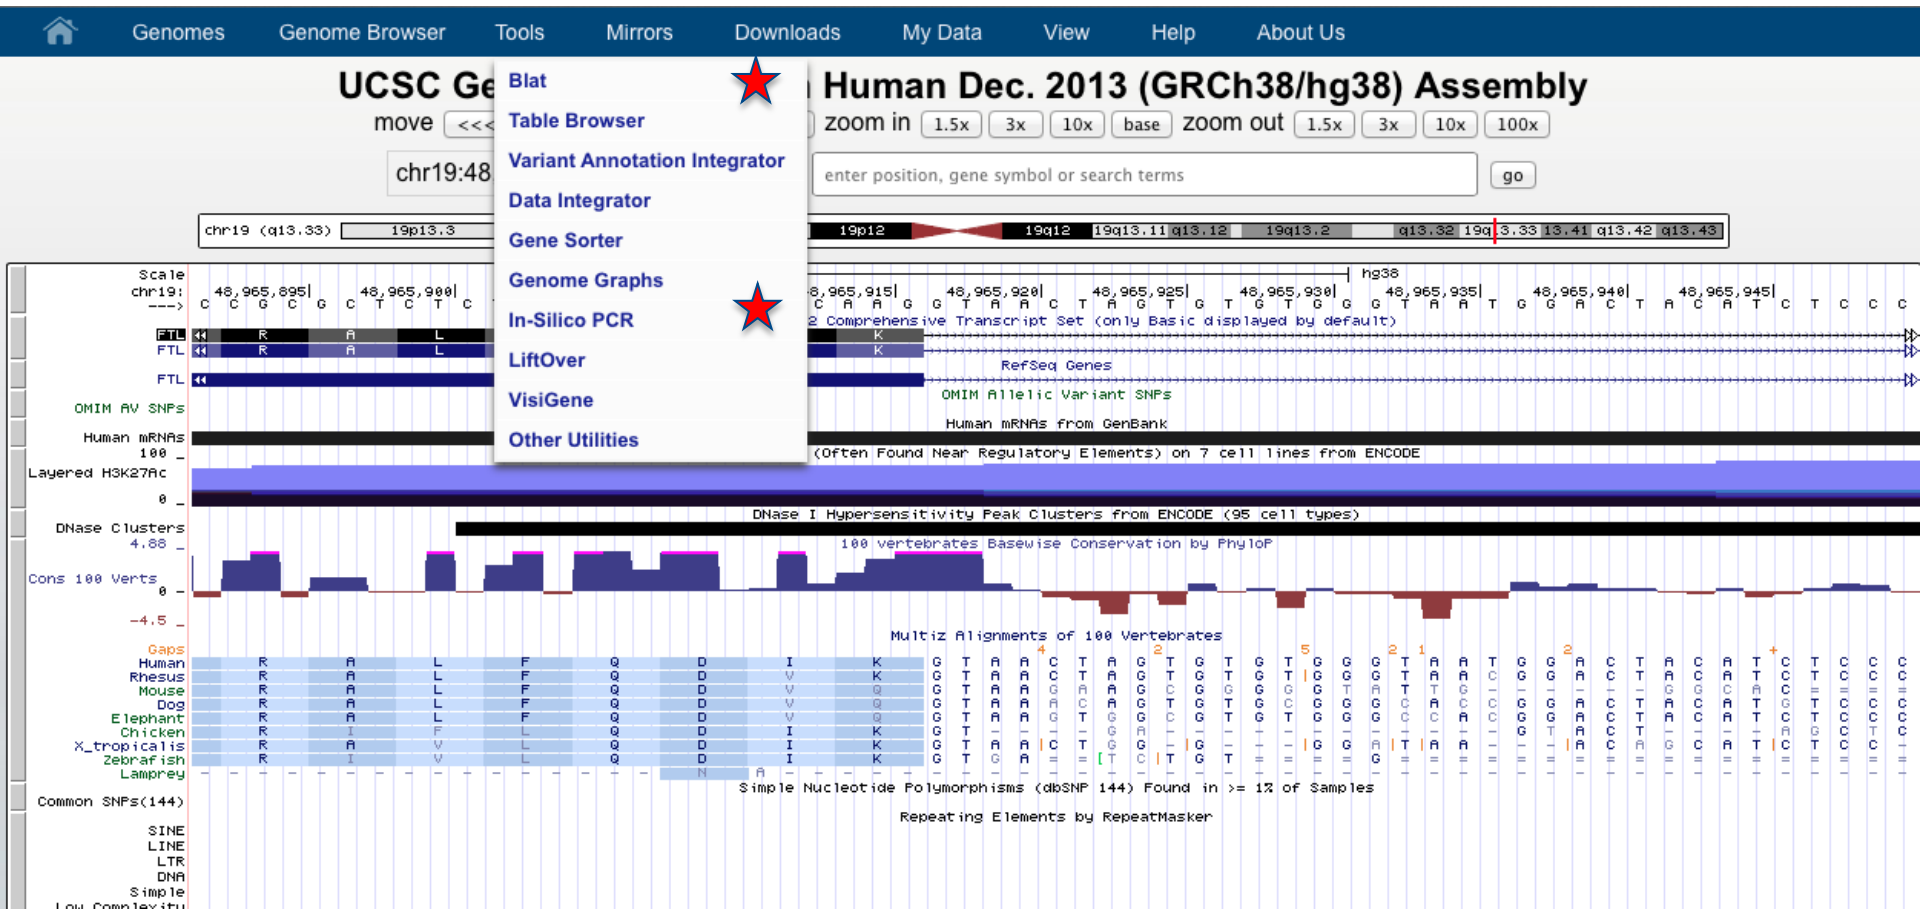 Genomes Genome Browser Tools Mirrors Downloads My Data View Help About Us
UCSC Ge Human Dec. 2013 (GRCh38/hg38) Assembly
move <<< zoom in 1.5x 3x 10x base zoom out 1.5x 3x 10x 100x
chr19:48 enter position, gene symbol or search terms go
Blat
Table Browser
Variant Annotation Integrator
Data Integrator
Gene Sorter
Genome Graphs
In-Silico PCR
LiftOver
VisiGene
Other Utilities
chr19 (q13.33) 19p13.3 19p12 19q12 19q13.11 q13.12 19q13.2 q13.32 19q13.33 13.41 q13.42 q13.43
Scale hg38
chr19: 48,965,895| 48,965,900| 8,965,915| 48,965,920| 48,965,925| 48,965,930| 48,965,935| 48,965,940| 48,965,945|
---> C C G C G C T C T C C A A G G T A A C T A G T G T G T G G G T A A T G G A C T A C A T C T C C C
2 Comprehensive Transcript Set (only Basic displayed by default)
FTL R A L K
FTL R A L K
RefSeq Genes
FTL
OMIM Allelic Variant SNPs
OMIM AV SNPs
Human mRNAs from GenBank
Human mRNAs
100 _ (Often Found Near Regulatory Elements) on 7 cell lines from ENCODE
Layered H3K27Ac
0 _
DNase I Hypersensitivity Peak Clusters from ENCODE (95 cell types)
DNase Clusters
4.88 _ 100 vertebrates Basewise Conservation by PhyloP
Cons 100 Verts
0 -
-4.5 _
Multiz Alignments of 100 Vertebrates
Gaps 4 2 5 2 1 2 +
Human R A L F Q D I K G T A A C T A G T G T G T G G G T A A T G G A C T A C A T C T C C C
Rhesus R A L F Q D V K G T A A C T A G T G T G T | G G G T A A C G G A C T A C A T C T C C C
Mouse R A L F Q D V Q G T A A G A A G C G G G G G T A T T G - - - - - - G G C A C = = = =
Dog R A L F Q D V Q G T A A
Elephant R A L F Q D V Q G T A A G T G G C G T G T G G G C C A C G G A C T A C A T C T C C C
Chicken R I F L Q D I K G T
X_tropicalis R A V L Q D I K G T A A | C T G G
Zebrafish R I V L Q D I K G T G A = = [ T C | T G T = = = = G
Lamprey N A
Simple Nucleotide Polymorphisms (dbSNP 144) Found in >= 1% of Samples
Common SNPs(144)
Repeating Elements by RepeatMasker
SINE
LINE
LTR
DNA
Simple
Low Complexity